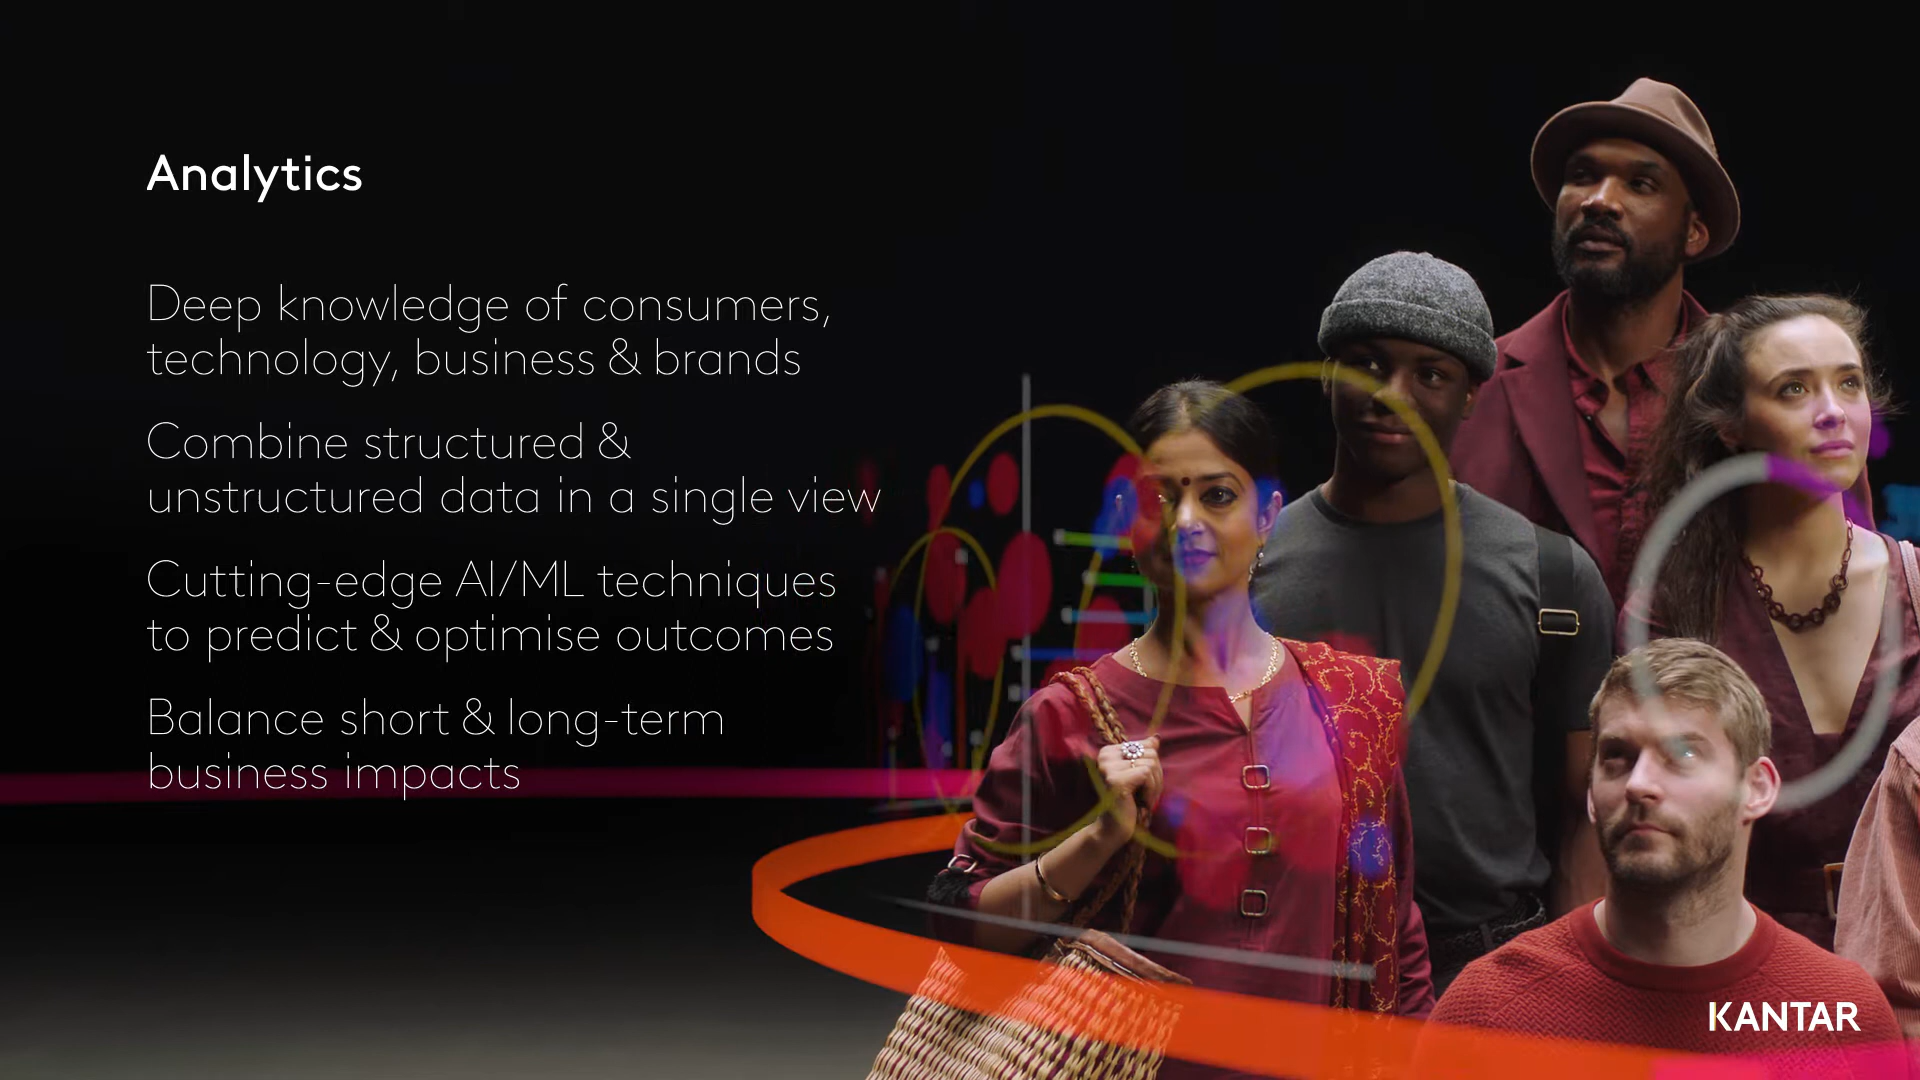 Analytics
Deep knowledge of consumers,
technology, business & brands
Combine structured &
unstructured data in a single view
Cutting-edge AI/ML techniques
to predict & optimise outcomes
Balance short & long-term
business impacts
KANTAR